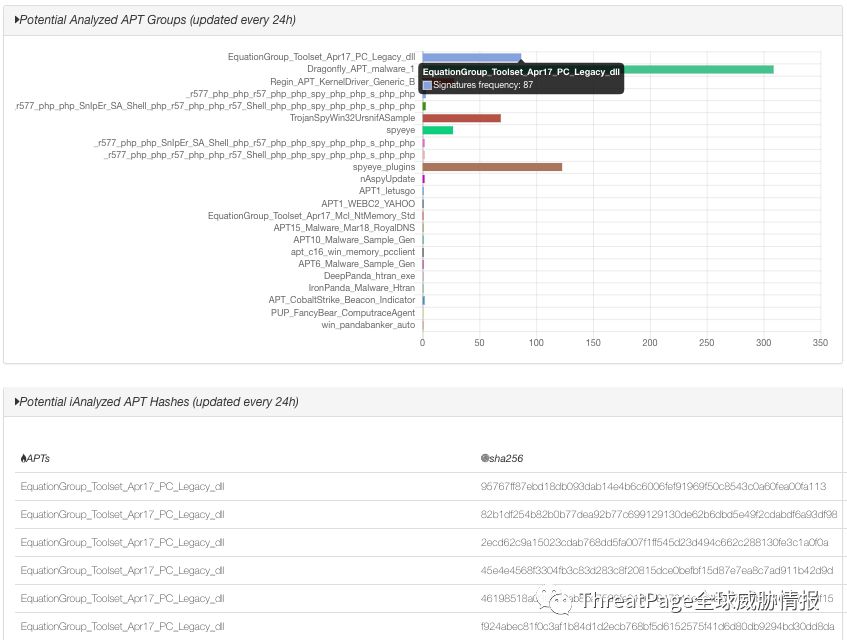 Potential Analyzed APT Groups (updated every 24h)
EquationGroup_Toolset_Apr17_PC_Legacy_dll
Dragonfly_APT_malware_1
EquationGroup_Toolset_Apr17_PC_Legacy_dll
Regin_APT_KernelDriver_Generic_B
Signatures frequency: 87
_r577_php_php_r57_php_php_spy_php_php_s_php_php
_r577_php_php_SnIpEr_SA_Shell_php_r57_php_php_r57_Shell_php_php_spy_php_php_s_php_php
TrojanSpyWin32UrsnifASample
spyeye
_r577_php_php_SnIpEr_SA_Shell_php_r57_php_php_spy_php_php_s_php_php
_r577_php_php_r57_php_php_r57_Shell_php_php_spy_php_php_s_php_php
spyeye_plugins
nAspyUpdate
APT1_letusgo
APT1_WEBC2_YAHOO
EquationGroup_Toolset_Apr17_Mcl_NtMemory_Std
APT15_Malware_Mar18_RoyalDNS
APT10_Malware_Sample_Gen
apt_c16_win_memory_pcclient
APT6_Malware_Sample_Gen
DeepPanda_htran_exe
IronPanda_Malware_Htran
APT_CobaltStrike_Beacon_Indicator
PUP_FancyBear_ComputraceAgent
win_pandabanker_auto
0 50 100 150 200 250 300 350
Potential iAnalyzed APT Hashes (updated every 24h)
APTs sha256
EquationGroup_Toolset_Apr17_PC_Legacy_dll 95767ff87ebd18db093dab14e4b6c6006fef91969f50c8543c0a60fea00fa113
EquationGroup_Toolset_Apr17_PC_Legacy_dll 82b1df254b82b0b77dea92b77c699129130de62b6dbd5e49f2cdabdf6a93df98
EquationGroup_Toolset_Apr17_PC_Legacy_dll 2ecd62c9a15023cdab768dd5fa007f1ff545d23d494c662c288130fe3c1a0f0a
EquationGroup_Toolset_Apr17_PC_Legacy_dll 45e4e4568f3304fb3c83d283c8f20815dce0befbf15d87e7ea8c7ad911b42d9d
EquationGroup_Toolset_Apr17_PC_Legacy_dll
ThreatPage全球威胁情报
EquationGroup_Toolset_Apr17_PC_Legacy_dll f924abec81f0c3af1b84d1d2ecb768bf5d6152575f41d6d80db9294bd30dd8da